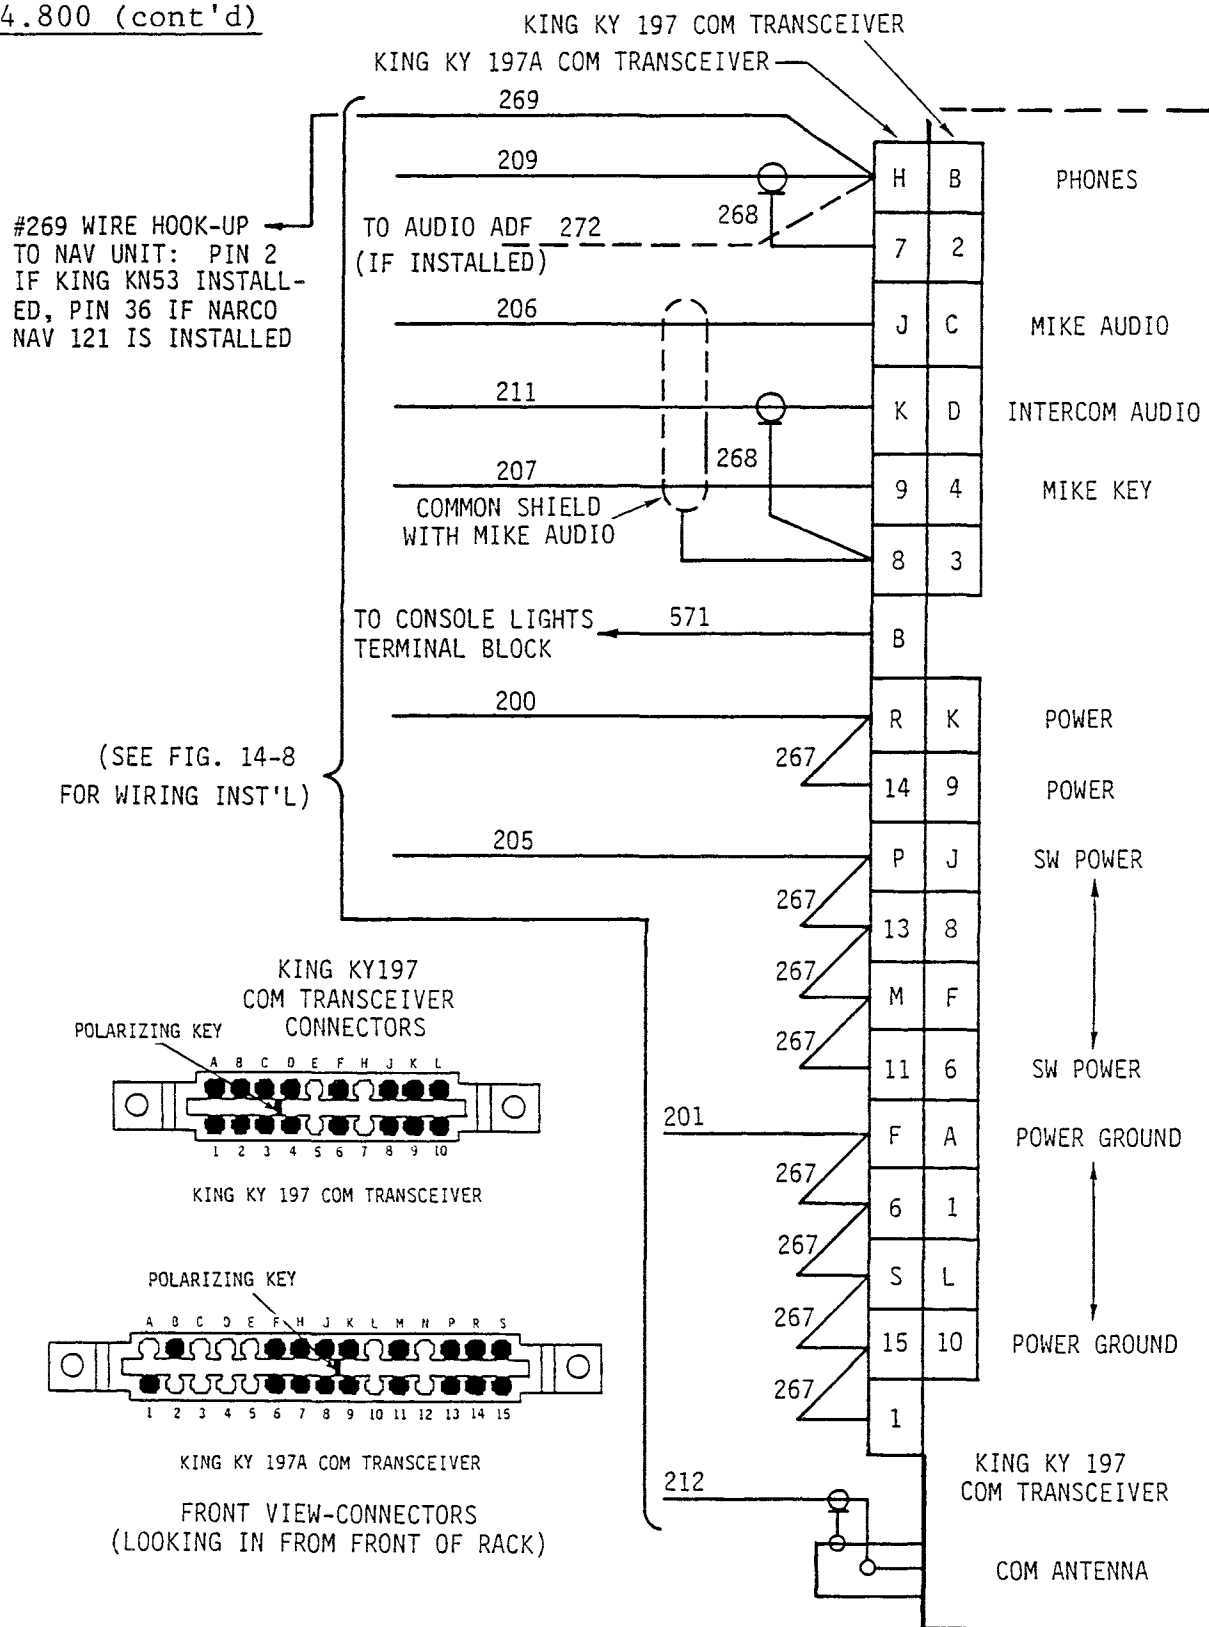 4.800 (cont'd)
KING KY 197 COM TRANSCEIVER
KING KY 197A COM TRANSCEIVER
269
209
H B PHONES
#269 WIRE HOOK-UP
TO NAV UNIT: PIN 2
IF KING KN53 INSTALL-
ED, PIN 36 IF NARCO
NAV 121 IS INSTALLED
TO AUDIO ADF 272
(IF INSTALLED)
268
7 2
206
J C MIKE AUDIO
211
K D INTERCOM AUDIO
268
207
9 4 MIKE KEY
COMMON SHIELD
WITH MIKE AUDIO
8 3
TO CONSOLE LIGHTS
TERMINAL BLOCK
571
B
200
R K POWER
267
14 9 POWER
(SEE FIG. 14-8
FOR WIRING INST'L)
205
P J SW POWER
267
13 8
267
M F
267
11 6 SW POWER
201
F A POWER GROUND
267
6 1
267
S L
267
15 10 POWER GROUND
267
1
KING KY197
COM TRANSCEIVER
CONNECTORS
POLARIZING KEY
A B C D E F H J K L
1 2 3 4 5 6 7 8 9 10
KING KY 197 COM TRANSCEIVER
POLARIZING KEY
A B C D E F H J K L M N P R S
1 2 3 4 5 6 7 8 9 10 11 12 13 14 15
KING KY 197A COM TRANSCEIVER
FRONT VIEW-CONNECTORS
(LOOKING IN FROM FRONT OF RACK)
212
KING KY 197
COM TRANSCEIVER
COM ANTENNA